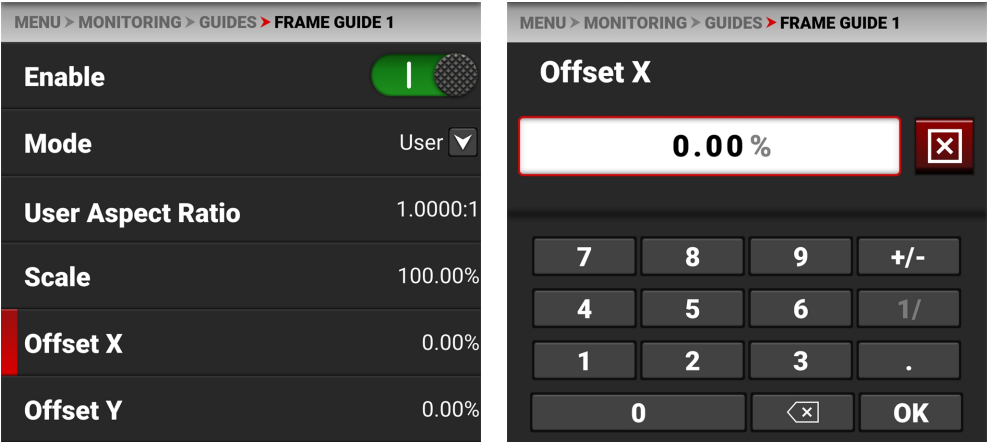 MENU > MONITORING > GUIDES > FRAME GUIDE 1
Enable
Mode User
User Aspect Ratio 1.0000:1
Scale 100.00%
Offset X 0.00%
Offset Y 0.00%
MENU > MONITORING > GUIDES > FRAME GUIDE 1
Offset X
0.00%
7 8 9 +/-
4 5 6 1/
1 2 3 .
0 OK